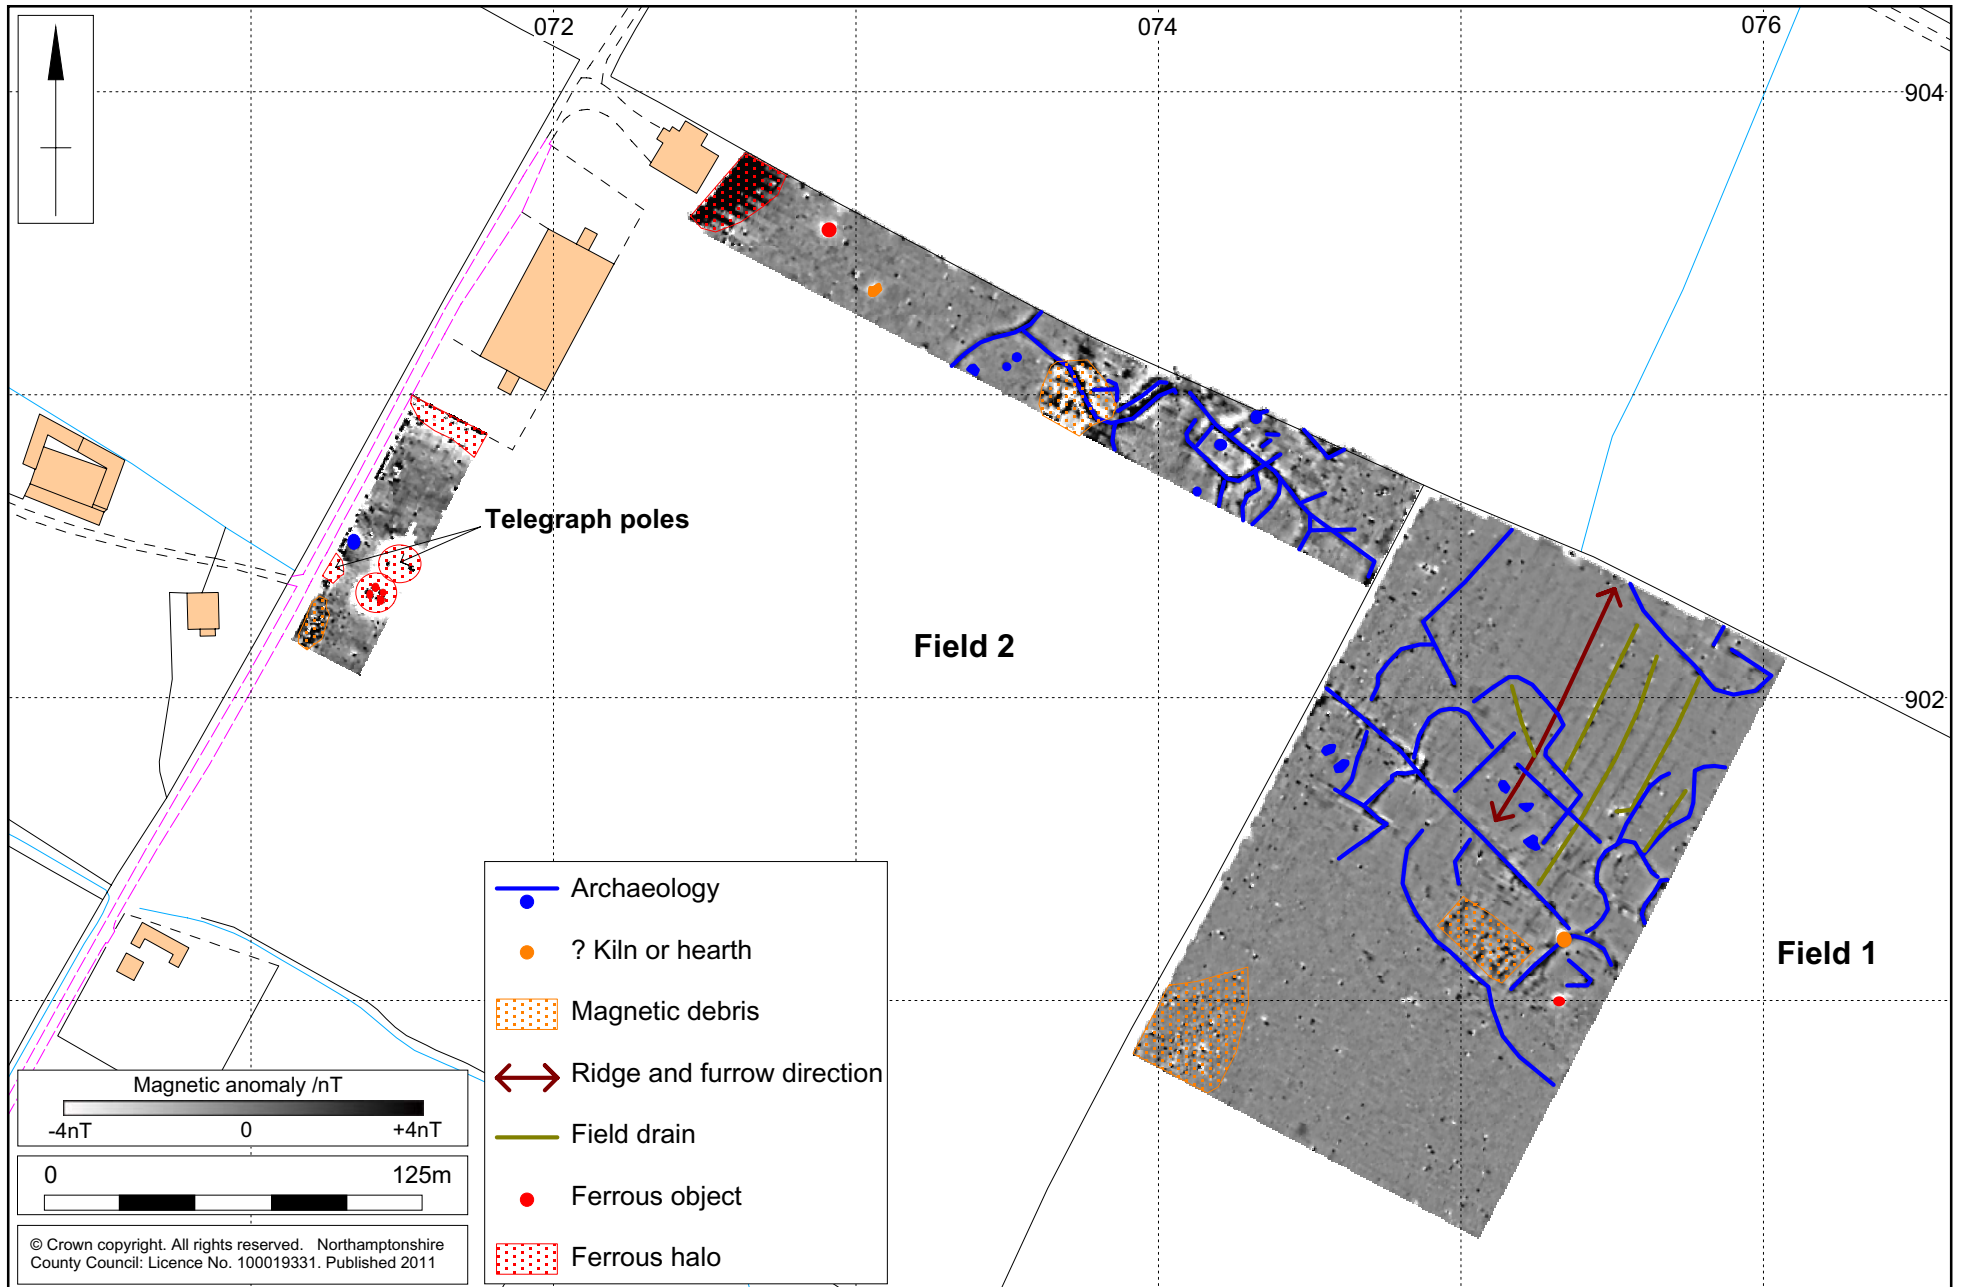 072
074
076
904
Telegraph poles
Field 2
902
Field 1
Archaeology
? Kiln or hearth
Magnetic debris
Ridge and furrow direction
Field drain
Ferrous object
Ferrous halo
Magnetic anomaly /nT
-4nT 0 +4nT
0 125m
© Crown copyright. All rights reserved. Northamptonshire
County Council: Licence No. 100019331. Published 2011